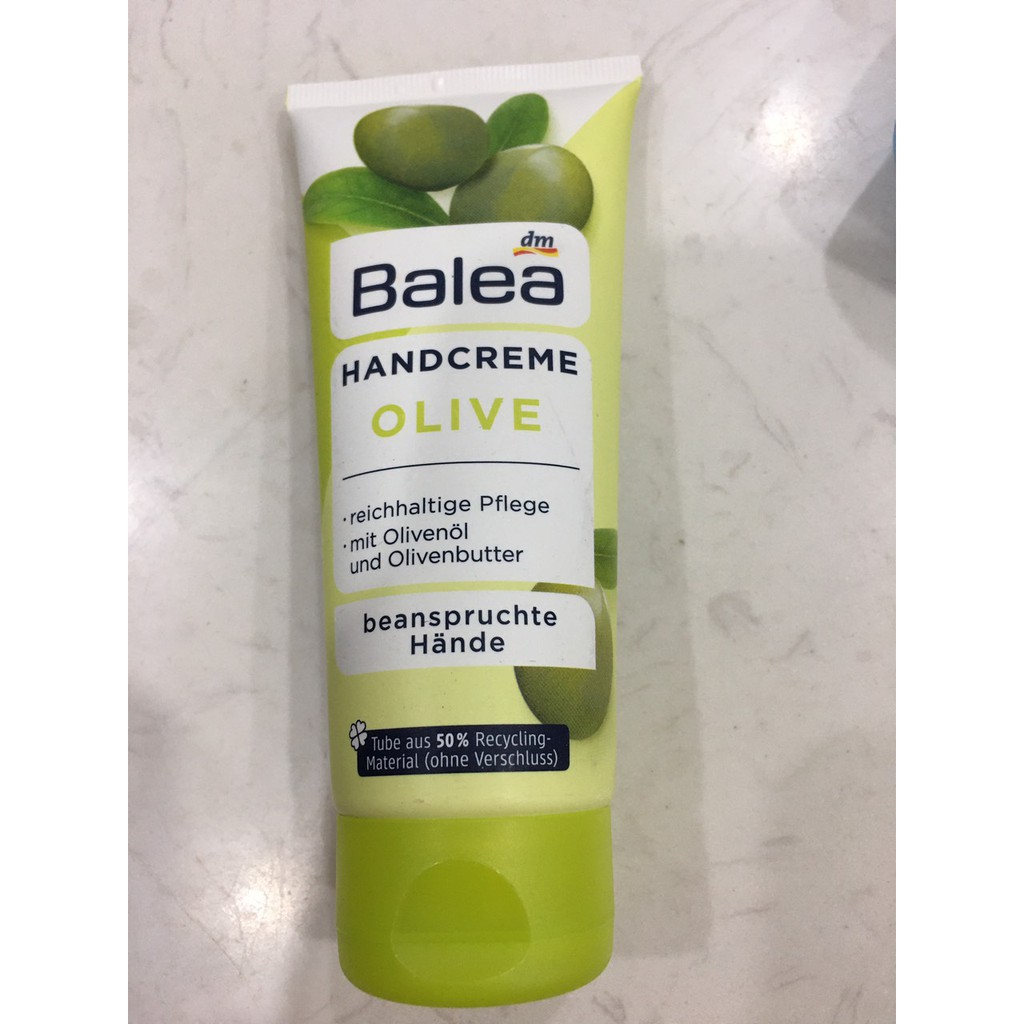 dm
Balea
HANDCREME
OLIVE
· reichhaltige Pflege
· mit Olivenöl
und Olivenbutter
beanspruchte
Hände
Tube aus 50% Recycling-
Material (ohne Verschluss)